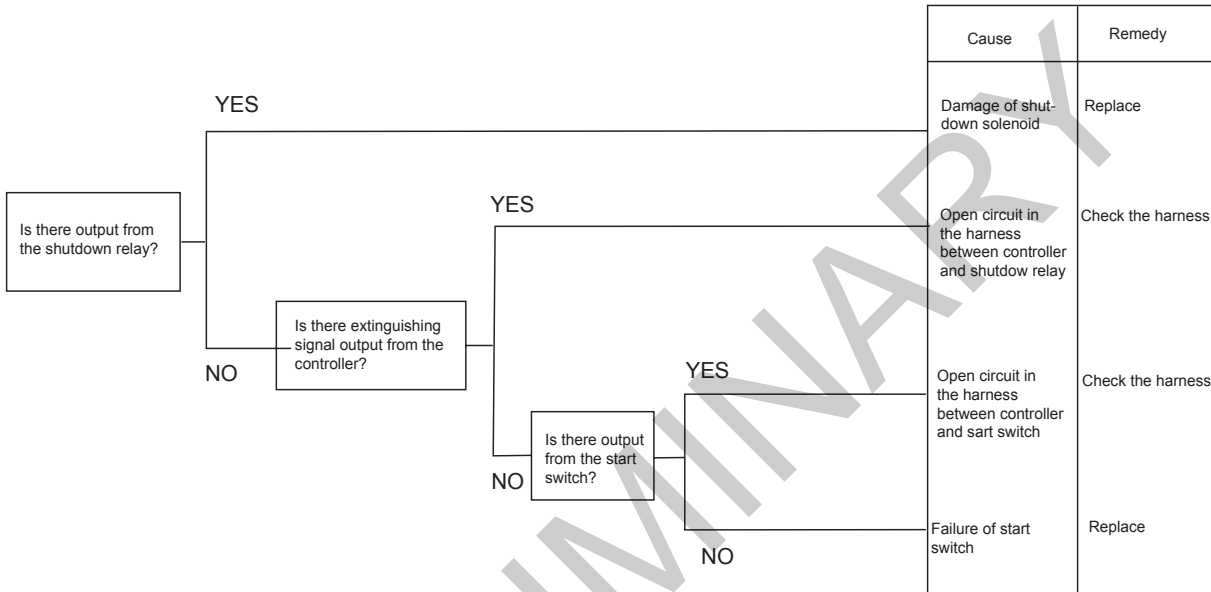 Cause
Remedy
YES
Damage of shut-
down solenoid
Replace
Is there output from
the shutdown relay?
YES
Open circuit in
the harness
between controller
and shutdow relay
Check the harness
NO
Is there extinguishing
signal output from the
controller?
YES
Open circuit in
the harness
between controller
and sart switch
Check the harness
NO
Is there output
from the start
switch?
NO
Failure of start
switch
Replace
MINARY